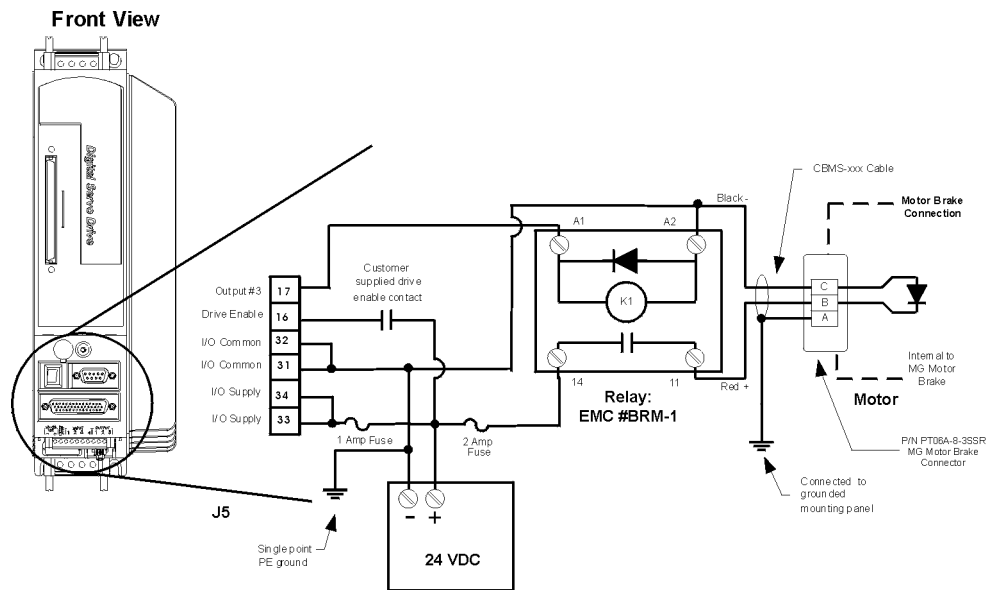 Front View
Digital Servo Drive
CBMS-xxx Cable
Motor Brake
Connection
Black -
A1
A2
K1
14
11
Red +
Relay:
EMC #BRM-1
Customer
supplied drive
enable contact
Output #3
17
Drive Enable
16
I/O Common
32
I/O Common
31
I/O Supply
34
I/O Supply
33
C
B
A
Internal to
MG Motor
Brake
Motor
1 Amp Fuse
2 Amp
Fuse
P/N PT06A-8-3SSR
MG Motor Brake
Connector
Connected to
grounded
mounting panel
J5
Single point
PE ground
- +
24 VDC